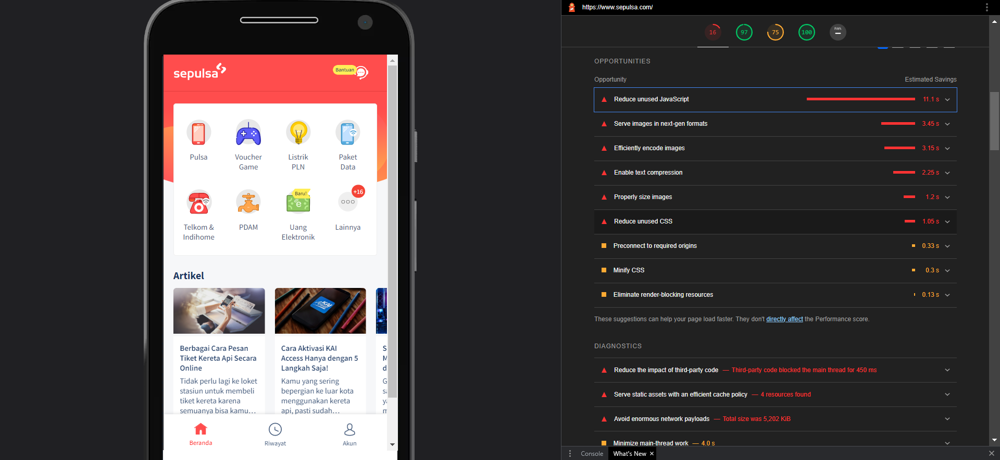 sepulsa
Bantuan
Pulsa
Voucher
Game
Listrik
PLN
Paket
Data
Telkom &
Indihome
PDAM
Baru!
Uang
Elektronik
+16
Lainnya
Artikel
Berbagai Cara Pesan
Tiket Kereta Api Secara
Online
Tidak perlu lagi ke loket
stasiun untuk membeli
tiket kereta karena
semuanya bisa kamu…
KAI
Cara Aktivasi KAI
Access Hanya dengan 5
Langkah Saja!
Kamu yang sering
bepergian ke luar kota
menggunakan kereta
api, pasti sudah…
S
M
d
G
Beranda
Riwayat
Akun
https://www.sepulsa.com/
16
97
75
100
PWA
OPPORTUNITIES
Opportunity Estimated Savings
Reduce unused JavaScript 11.1 s
Serve images in next-gen formats 3.45 s
Efficiently encode images 3.15 s
Enable text compression 2.25 s
Properly size images 1.2 s
Reduce unused CSS 1.05 s
Preconnect to required origins 0.33 s
Minify CSS 0.3 s
Eliminate render-blocking resources 0.13 s
These suggestions can help your page load faster. They don't directly affect the Performance score.
DIAGNOSTICS
Reduce the impact of third-party code — Third-party code blocked the main thread for 450 ms
Serve static assets with an efficient cache policy — 4 resources found
Avoid enormous network payloads — Total size was 5,202 KiB
Minimize main-thread work — 4.0 s
Console
What's New